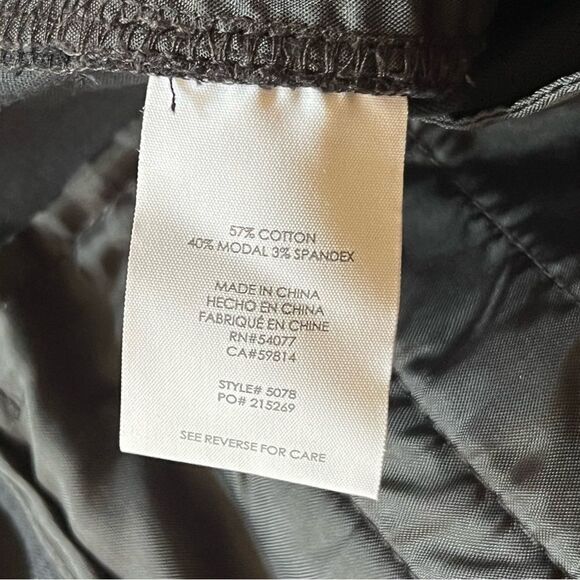 57% COTTON
40% MODAL 3% SPANDEX
MADE IN CHINA
HECHO EN CHINA
FABRIQUÉ EN CHINE
RN#54077
CA#59814
STYLE# 5078
PO# 215269
SEE REVERSE FOR CARE